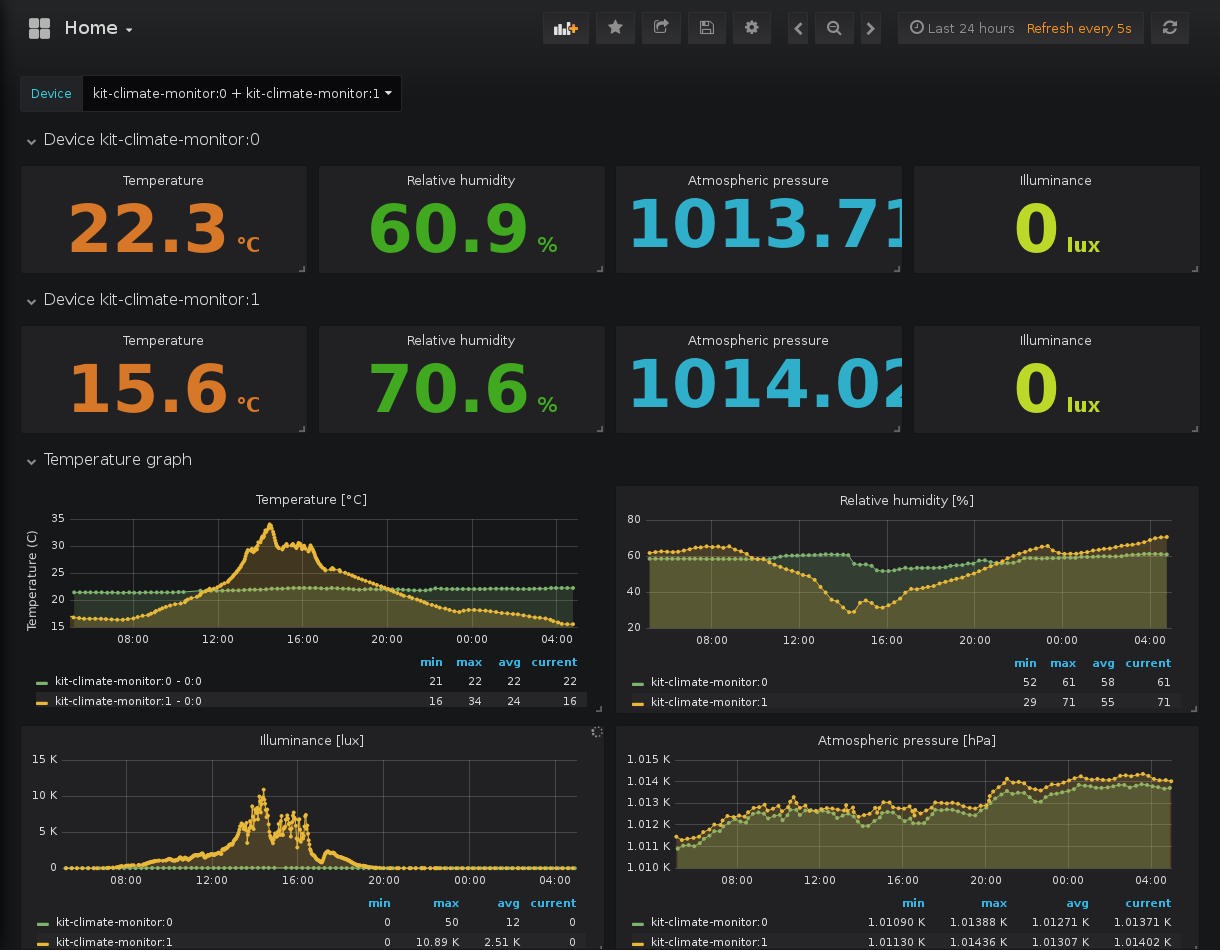 Home
Last 24 hours Refresh every 5s
Device kit-climate-monitor:0 + kit-climate-monitor:1
Device kit-climate-monitor:0
Temperature Relative humidity Atmospheric pressure Illuminance
22.3 °C 60.9 % 1013.71 0 lux
Device kit-climate-monitor:1
Temperature Relative humidity Atmospheric pressure Illuminance
15.6 °C 70.6 % 1014.02 0 lux
Temperature graph
Temperature [°C]
Temperature (C)
35
30
25
20
15
08:00 12:00 16:00 20:00 00:00 04:00
min max avg current
kit-climate-monitor:0 - 0:0 21 22 22 22
kit-climate-monitor:1 - 0:0 16 34 24 16
Relative humidity [%]
80
60
40
20
08:00 12:00 16:00 20:00 00:00 04:00
min max avg current
kit-climate-monitor:0 52 61 58 61
kit-climate-monitor:1 29 71 55 71
Illuminance [lux]
15 K
10 K
5 K
0
08:00 12:00 16:00 20:00 00:00 04:00
min max avg current
kit-climate-monitor:0 0 50 12 0
kit-climate-monitor:1 0 10.89 K 2.51 K 0
Atmospheric pressure [hPa]
1.015 K
1.014 K
1.013 K
1.012 K
1.011 K
1.010 K
08:00 12:00 16:00 20:00 00:00 04:00
min max avg current
kit-climate-monitor:0 1.01090 K 1.01388 K 1.01271 K 1.01371 K
kit-climate-monitor:1 1.01130 K 1.01436 K 1.01307 K 1.01402 K